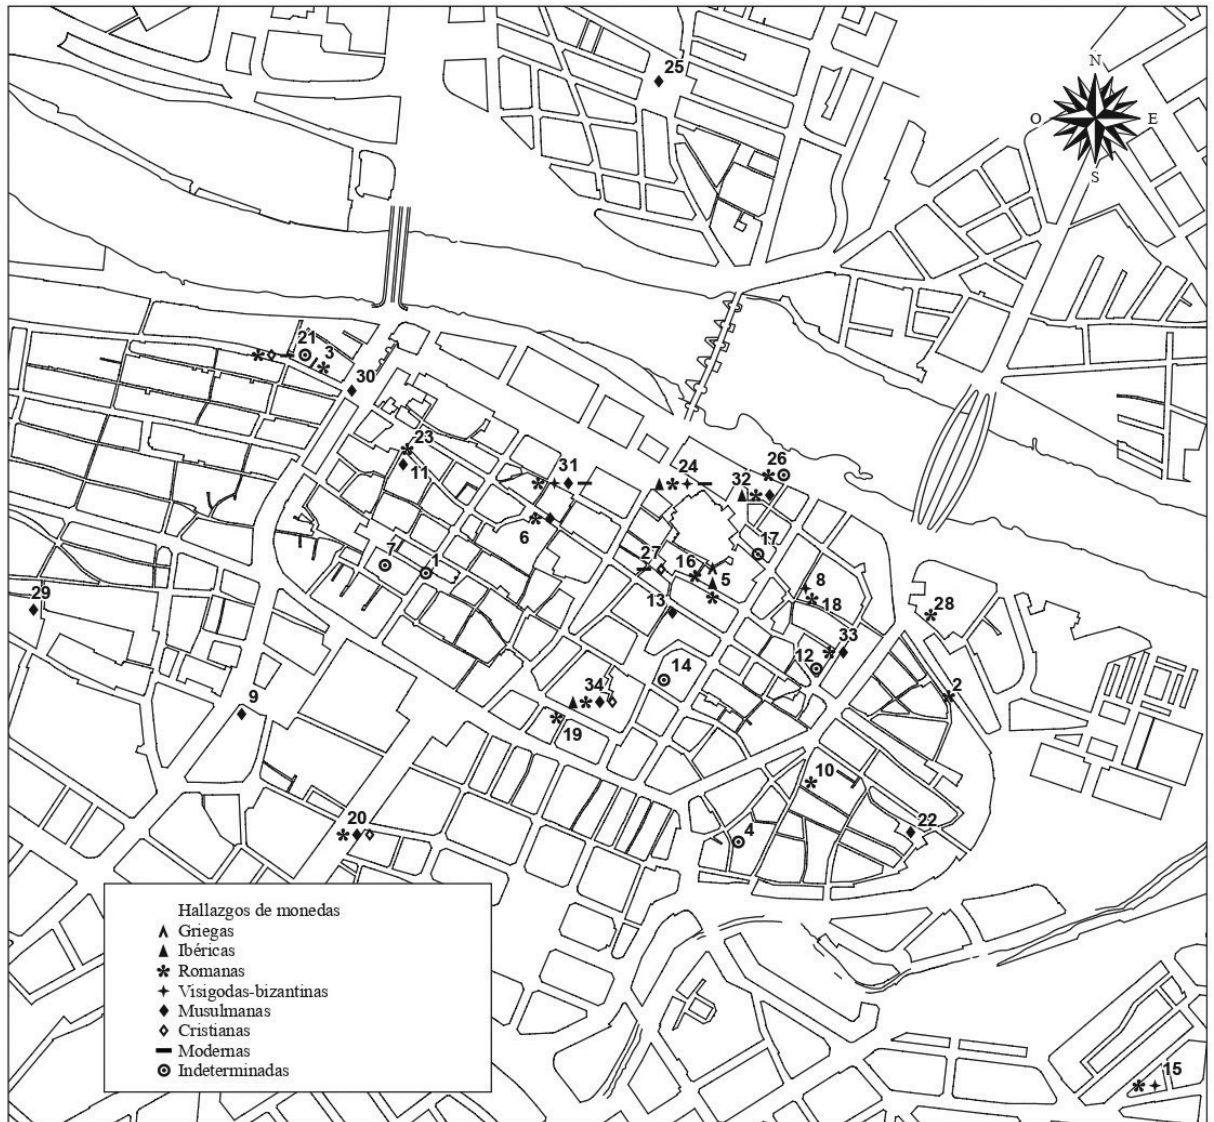 25
N
O
E
S
21
3
30
23
11
31
24
26
32
6
17
27
16
7
1
5
8
18
29
13
28
33
12
14
2
34
9
19
10
20
22
4
Hallazgos de monedas
Griegas
Ibéricas
Romanas
Visigodas-bizantinas
Musulmanas
Cristianas
Modernas
Indeterminadas
15